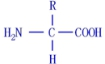 R
H₂N — C — COOH
H